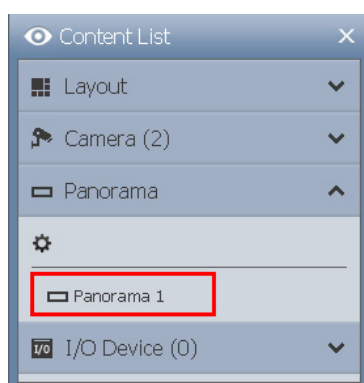 Content List
Layout
Camera (2)
Panorama
Panorama 1
I/O I/O Device (0)